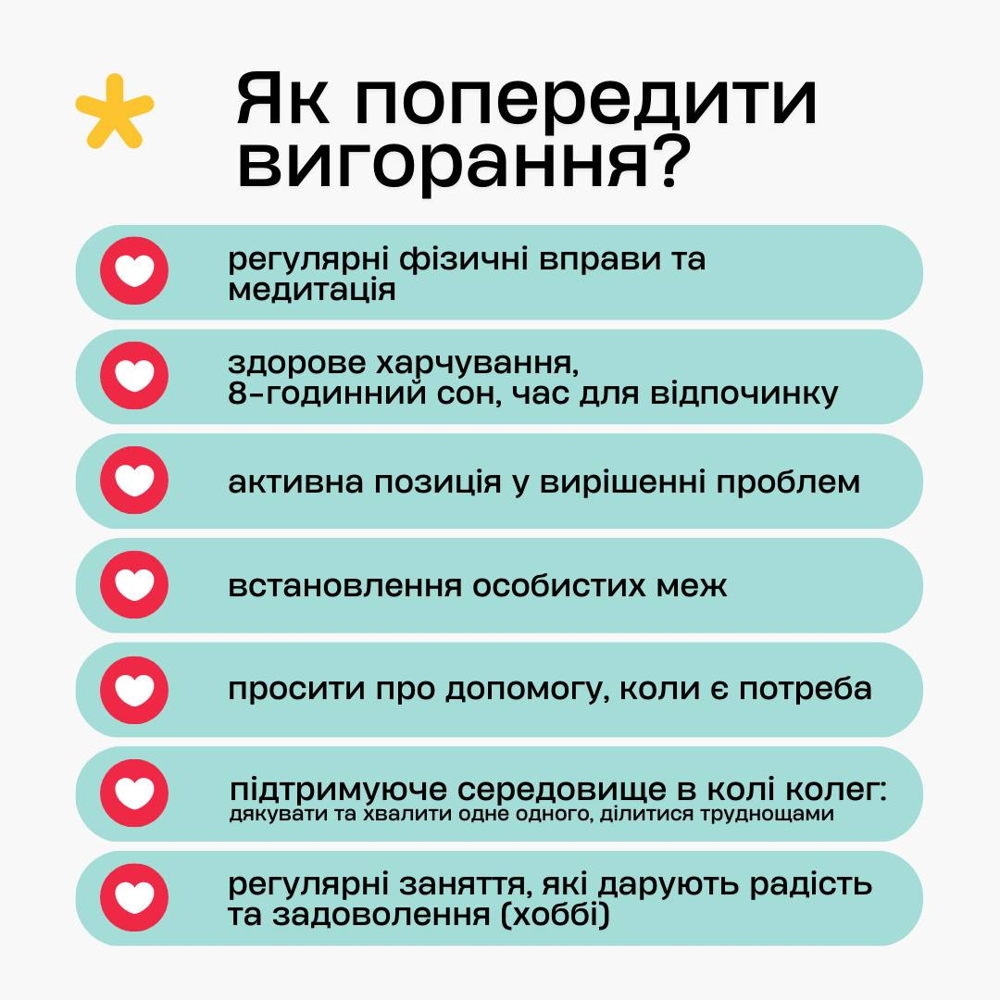 Як попередити
вигорання?
регулярні фізичні вправи та
медитація
здорове харчування,
8-годинний сон, час для відпочинку
активна позиція у вирішенні проблем
встановлення особистих меж
просити про допомогу, коли є потреба
підтримуюче середовище в колі колег:
дякувати та хвалити одне одного, ділитися труднощами
регулярні заняття, які дарують радість
та задоволення (хоббі)